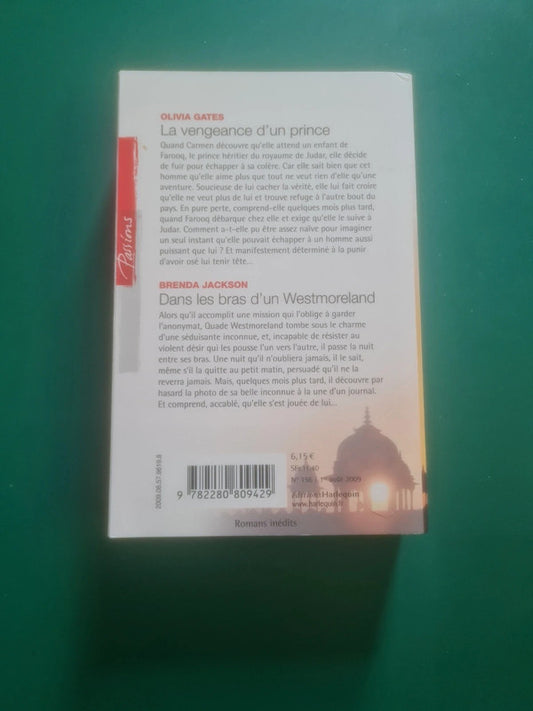 OLIVIA GATES
La vengeance d'un prince
Quand Carmen découvre qu'elle attend un enfant de
Farooq, le prince héritier du royaume de Judar, elle décide
de fuir pour échapper à sa colère. Car elle sait bien que cet
homme qu'elle aime plus que tout ne veut rien d'elle qu'une
aventure. Soucieuse de lui cacher la vérité, elle lui fait croire
qu'elle ne veut plus de lui et trouve refuge à l'autre bout du
pays. En pure perte, comprend-elle quelques mois plus tard,
quand Farooq débarque chez elle et exige qu'elle le suive à
Judar. Comment a-t-elle pu être assez naïve pour imaginer
un seul instant qu'elle pouvait échapper à un homme aussi
puissant que lui ? Et manifestement déterminé à la punir
d'avoir osé lui tenir tête...
BRENDA JACKSON
Dans les bras d'un Westmoreland
Alors qu'il accomplit une mission qui l'oblige à garder
l'anonymat, Quade Westmoreland tombe sous le charme
d'une séduisante inconnue, et, incapable de résister au
violent désir qui les pousse l'un vers l'autre, il passe la nuit
entre ses bras. Une nuit qu'il n'oubliera jamais, il le sait,
même s'il la quitte au petit matin, persuadé qu'il ne la
reverra jamais. Mais, quelques mois plus tard, il découvre par
hasard la photo de sa belle inconnue à la une d'un journal.
Et comprend, accablé, qu'elle s'est jouée de lui...
Passions
2009.08.57.9619.8
9 782280 809429
6,15 €
SFs 11.40
N° 156 / 1er août 2009
éditions Harlequin
www.harlequin.fr
Romans inédits